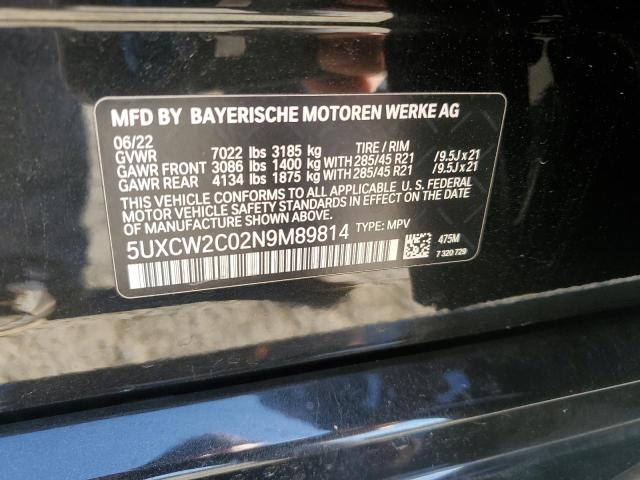 MFD BY BAYERISCHE MOTOREN WERKE AG
06/22 TIRE / RIM
GVWR 7022 lbs 3185 kg
GAWR FRONT 3086 lbs 1400 kg WITH 285/45 R21 /9.5J x 21
GAWR REAR 4134 lbs 1875 kg WITH 285/45 R21 /9.5J x 21
THIS VEHICLE CONFORMS TO ALL APPLICABLE U. S. FEDERAL
MOTOR VEHICLE SAFETY STANDARDS IN EFFECT ON THE DATE
OF MANUFACTURE SHOWN ABOVE.
5UXCW2C02N9M89814 TYPE: MPV
475M
7 320 729